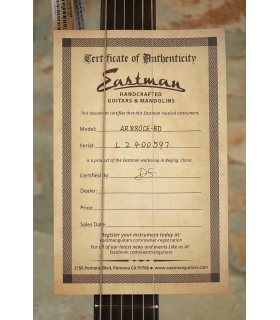 Certificate of Authenticity
Eastman
HANDCRAFTED
GUITARS & MANDOLINS
This document certifies that this Eastman musical instrument,
Model: AR880CE-BD
Serial: L2400597
is a product of the Eastman workshop in Beijing, China.
Certified by: DS
Dealer:
Price:
Sales Date:
Register your instrument today at:
eastmanguitars.com/owner-registration
For all of our latest news and events Like us at:
facebook.com/eastmanguitars
2158 Pomona Blvd, Pomona CA 91768 ● www.eastmanguitars.com